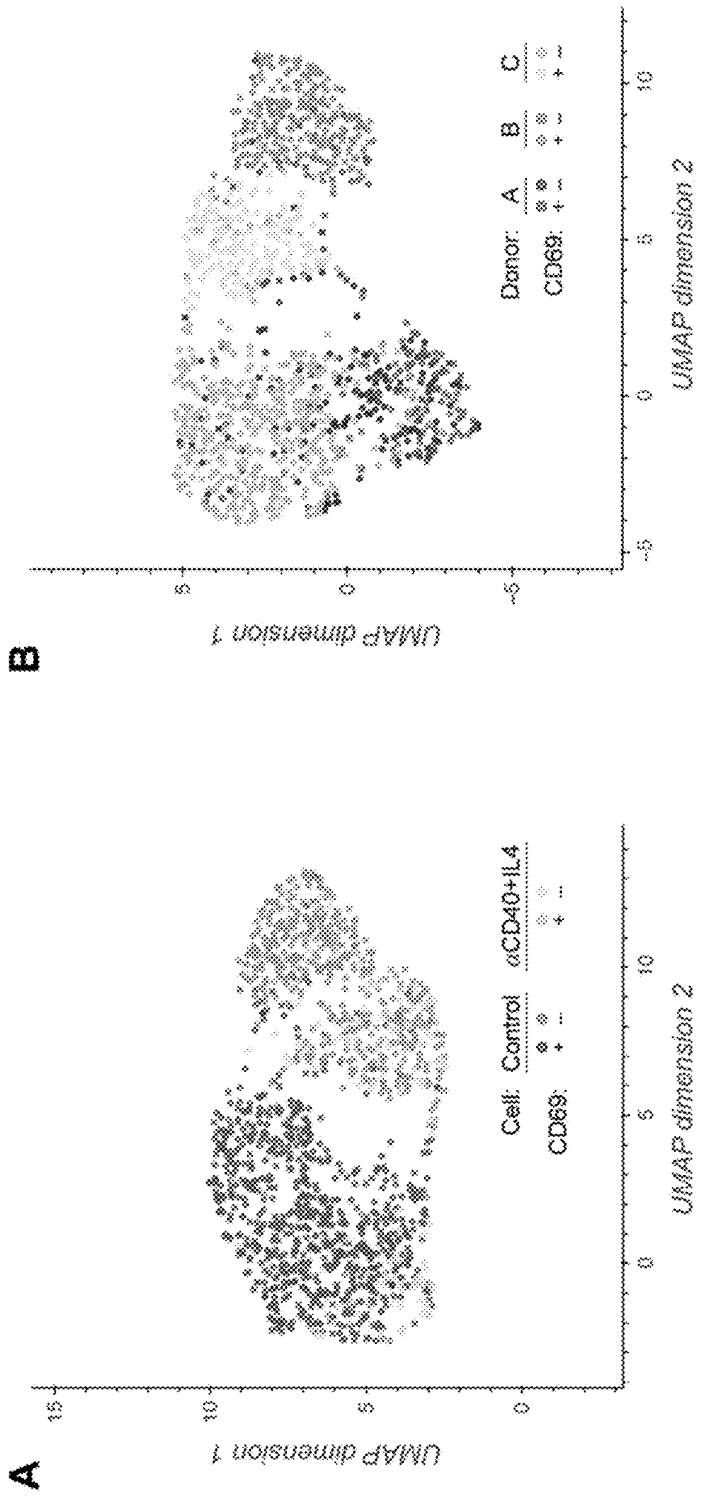 A
UMAP dimension 1
15
10
5
0
Cell: Control αCD40+IL4
CD69: + – + –
0 5 10
UMAP dimension 2
B
UMAP dimension 1
5
0
-5
Donor: A B C
CD69: + – + – + –
-5 0 5 10
UMAP dimension 2